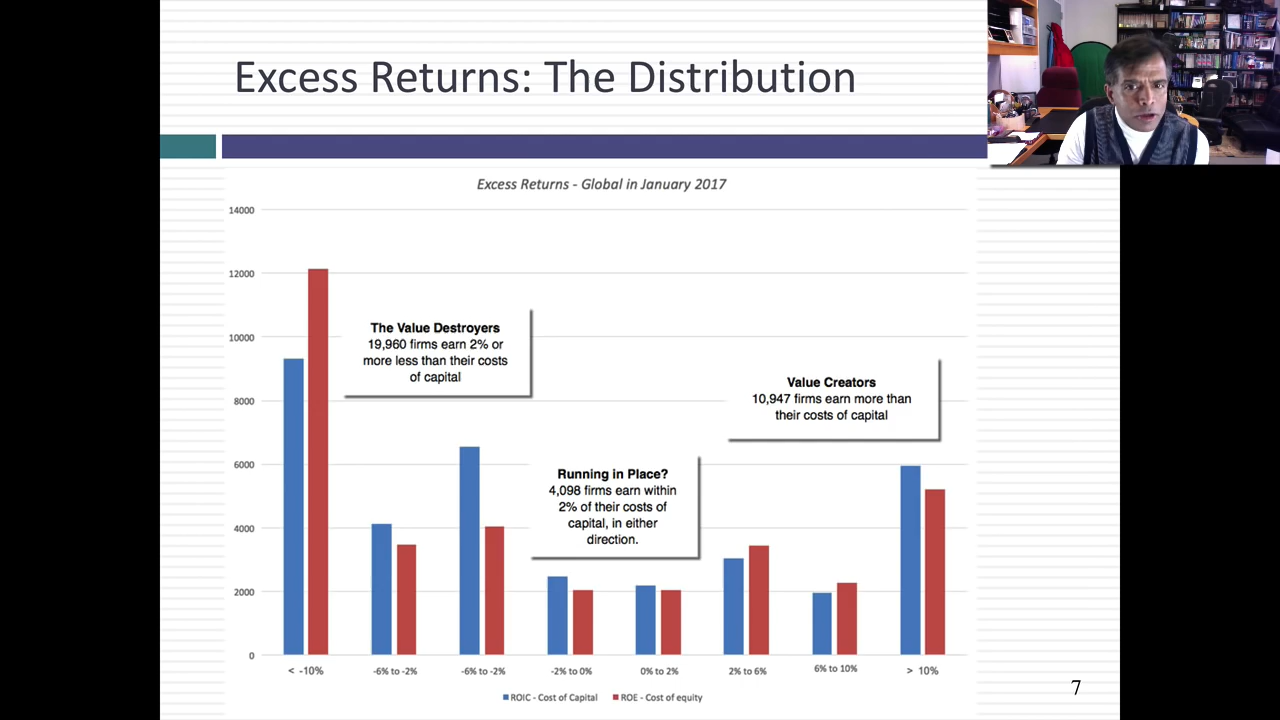 Excess Returns: The Distribution
Excess Returns - Global in January 2017
14000
12000
10000
8000
6000
4000
2000
0
The Value Destroyers
19,960 firms earn 2% or
more less than their costs
of capital
Running in Place?
4,098 firms earn within
2% of their costs of
capital, in either
direction.
Value Creators
10,947 firms earn more than
their costs of capital
< -10%
-6% to -2%
-6% to -2%
-2% to 0%
0% to 2%
2% to 6%
6% to 10%
> 10%
ROIC - Cost of Capital
ROE - Cost of equity
7